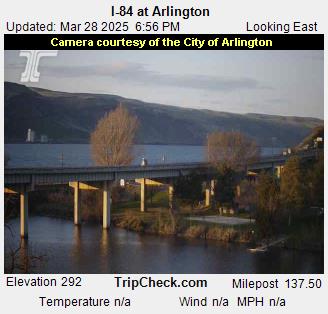 I-84 at Arlington
Updated: Mar 28 2025 6:56 PM Looking East
Camera courtesy of the City of Arlington
Elevation 292 TripCheck.com Milepost 137.50
Temperature n/a Wind n/a MPH n/a